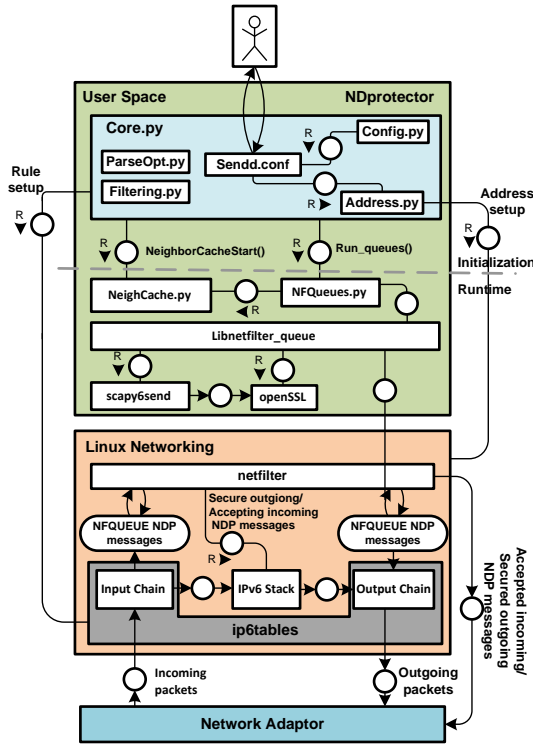 User Space
NDprotector
Core.py
Config.py
R
ParseOpt.py
Sendd.conf
Rule
setup
Filtering.py
R
Address.py
Address
setup
R
R
NeighborCacheStart()
R
Run_queues()
R
Initialization
Runtime
NeighCache.py
NFQueues.py
R
Libnetfilter_queue
R
R
scapy6send
openSSL
Linux Networking
netfilter
Secure outgiong/
Accepting incoming
NDP messages
NFQUEUE NDP
messages
NFQUEUE NDP
messages
R
Input Chain
IPv6 Stack
Output Chain
ip6tables
Accepted incoming/
Secured outgoing
NDP messages
Incoming
packets
Outgoing
packets
Network Adaptor